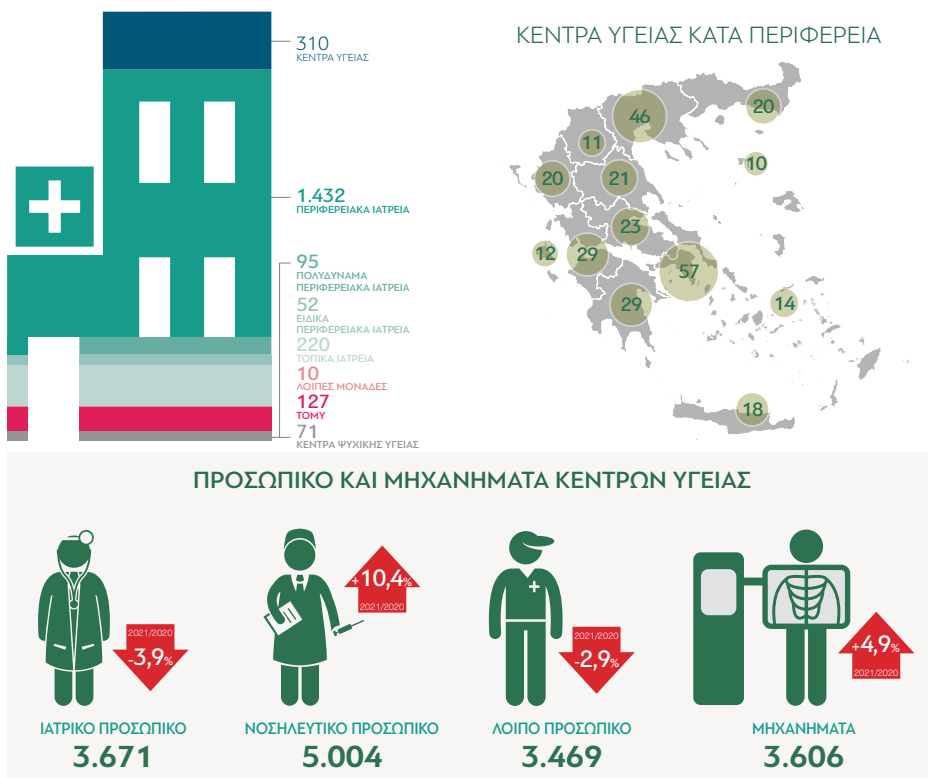 310
ΚΕΝΤΡΑ ΥΓΕΙΑΣ
1.432
ΠΕΡΙΦΕΡΕΙΑΚΑ ΙΑΤΡΕΙΑ
95
ΠΟΛΥΔΥΝΑΜΑ
ΠΕΡΙΦΕΡΕΙΑΚΑ ΙΑΤΡΕΙΑ
52
ΕΙΔΙΚΑ
ΠΕΡΙΦΕΡΕΙΑΚΑ ΙΑΤΡΕΙΑ
220
ΤΟΠΙΚΑ ΙΑΤΡΕΙΑ
10
ΛΟΙΠΕΣ ΜΟΝΑΔΕΣ
127
ΤΟΜΥ
71
ΚΕΝΤΡΑ ΨΥΧΙΚΗΣ ΥΓΕΙΑΣ
ΚΕΝΤΡΑ ΥΓΕΙΑΣ ΚΑΤΑ ΠΕΡΙΦΕΡΕΙΑ
46
20
11
10
20
21
23
12
29
57
29
14
18
ΠΡΟΣΩΠΙΚΟ ΚΑΙ ΜΗΧΑΝΗΜΑΤΑ ΚΕΝΤΡΩΝ ΥΓΕΙΑΣ
2021/2020
-3,9%
ΙΑΤΡΙΚΟ ΠΡΟΣΩΠΙΚΟ
3.671
+10,4%
2021/2020
ΝΟΣΗΛΕΥΤΙΚΟ ΠΡΟΣΩΠΙΚΟ
5.004
2021/2020
-2,9%
ΛΟΙΠΟ ΠΡΟΣΩΠΙΚΟ
3.469
+4,9%
2021/2020
ΜΗΧΑΝΗΜΑΤΑ
3.606